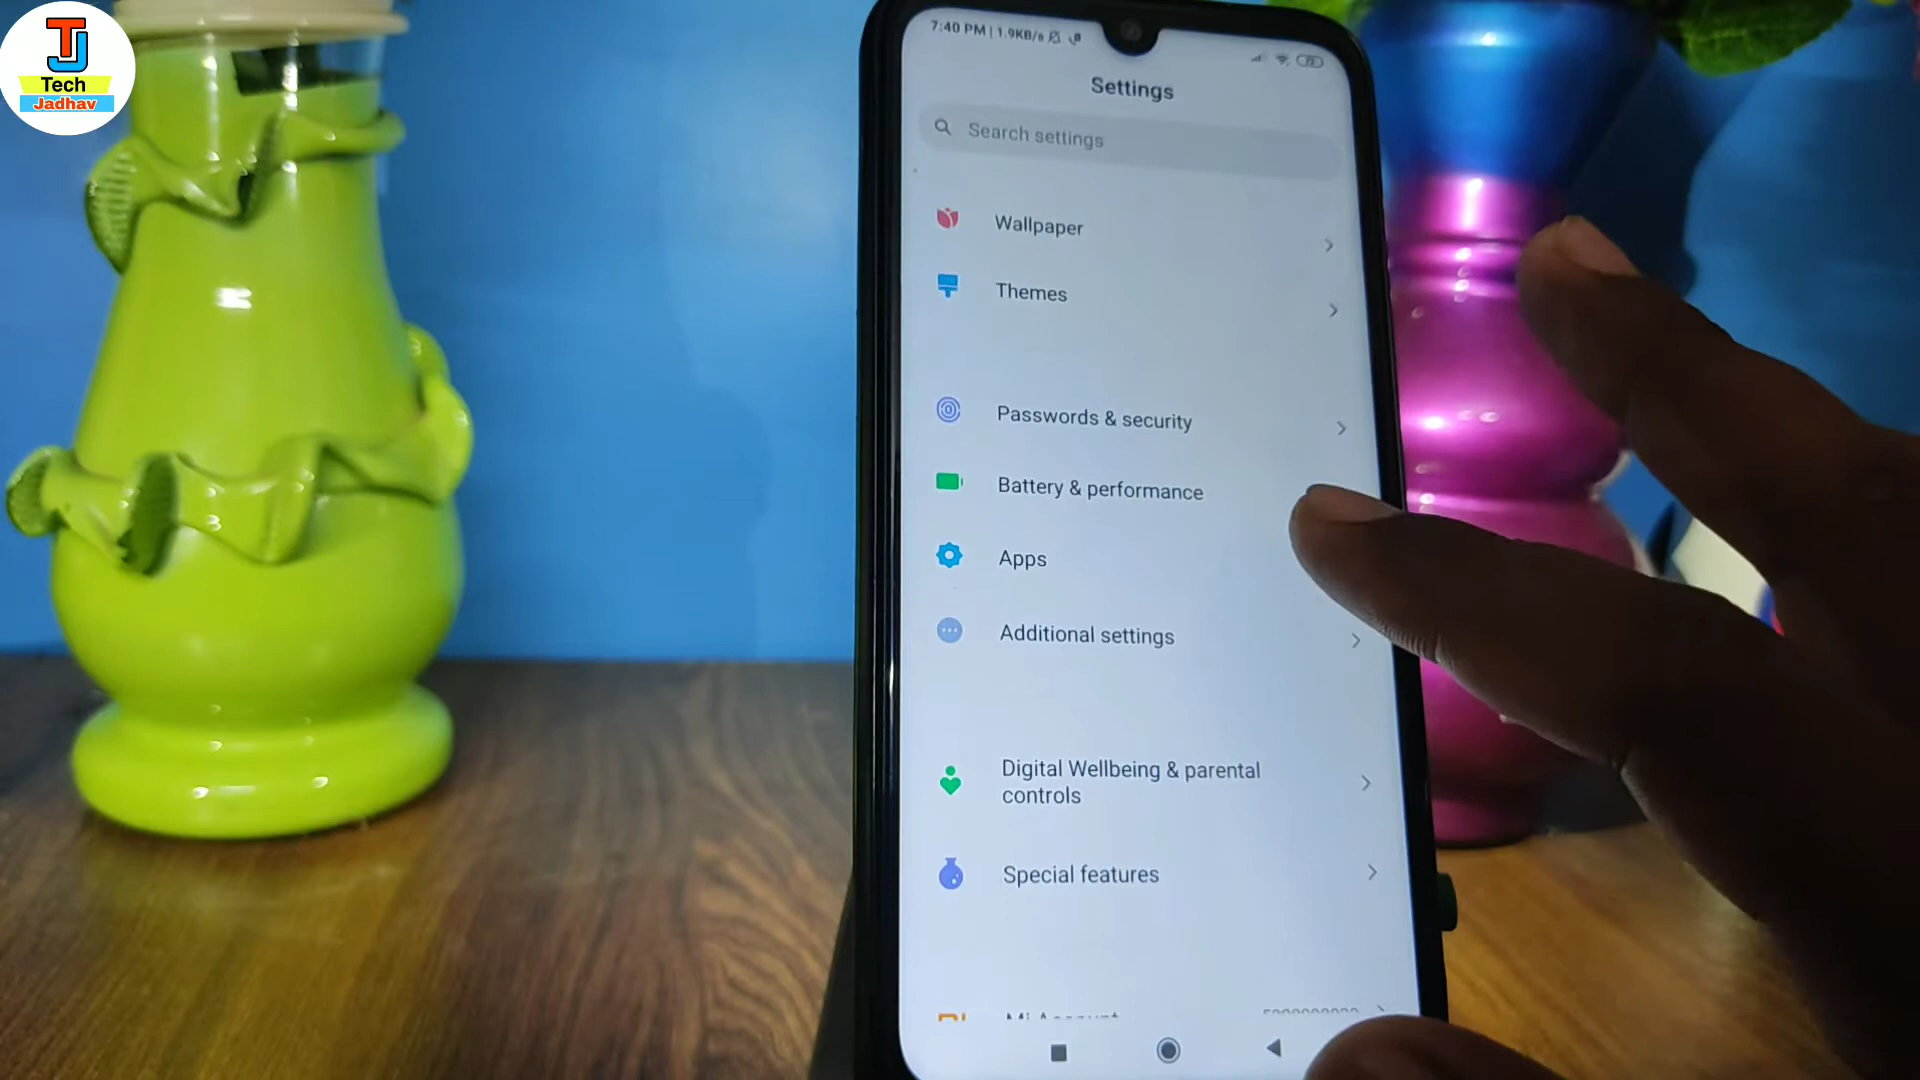 TJ
Tech
Jadhav
7:40 PM | 1.9KB/s
Settings
Search settings
Wallpaper
Themes
Passwords & security
Battery & performance
Apps
Additional settings
Digital Wellbeing & parental
controls
Special features